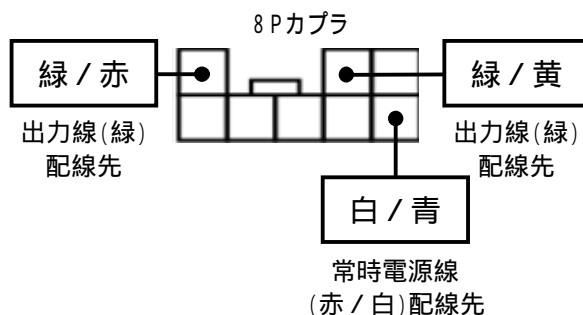 8Pカプラ
緑/赤
緑/黄
出力線(緑)
配線先
出力線(緑)
配線先
白/青
常時電源線
(赤/白)配線先